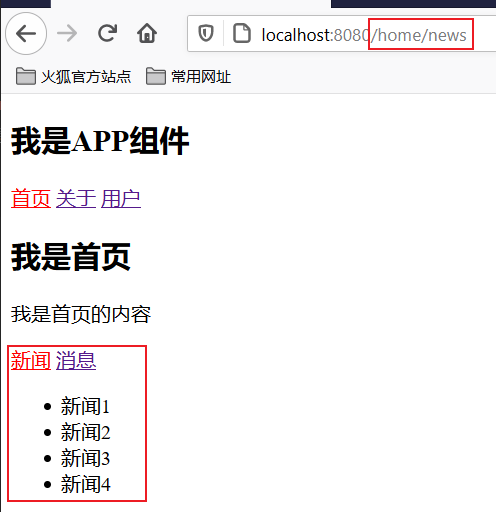 localhost:8080/home/news
火狐官方站点 常用网址
我是APP组件
首页 关于 用户
我是首页
我是首页的内容
新闻 消息
新闻1
新闻2
新闻3
新闻4